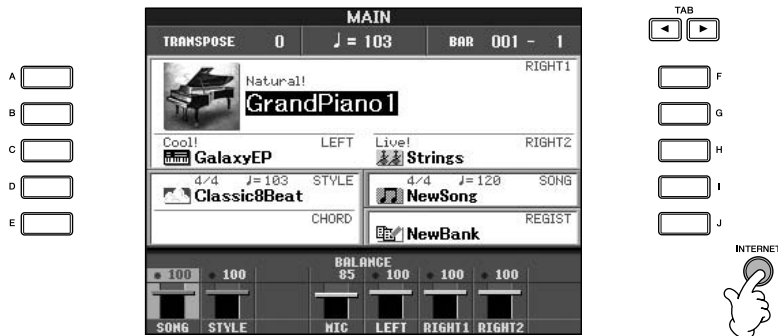 MAIN
TRANSPOSE 0 ♩= 103 BAR 001 - 1
RIGHT1
Natural!
GrandPiano1
Cool! LEFT Live! RIGHT2
GalaxyEP Strings
4/4 ♩=103 STYLE 4/4 ♩=120 SONG
Classic8Beat NewSong
CHORD REGIST
NewBank
BALANCE
100 100 85 100 100 100
SONG STYLE MIC LEFT RIGHT1 RIGHT2
A
B
C
D
E
TAB
F
G
H
I
J
INTERNET